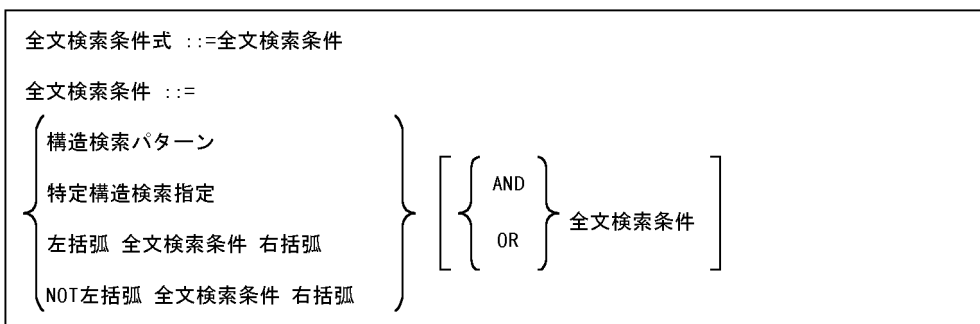 全文検索条件式 ::=全文検索条件
全文検索条件 ::=
構造検索パターン
特定構造検索指定
左括弧 全文検索条件 右括弧
NOT左括弧 全文検索条件 右括弧
AND
OR
全文検索条件